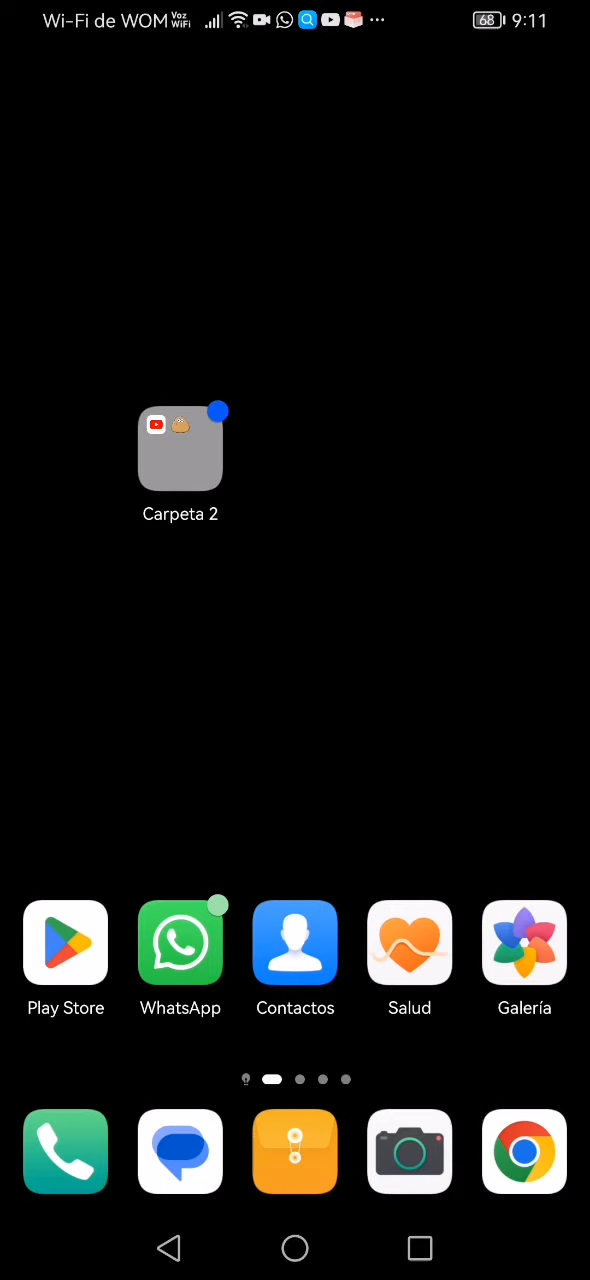 Wi-Fi de WOM Voz WiFi 68 9:11
Carpeta 2
Play Store WhatsApp Contactos Salud Galería